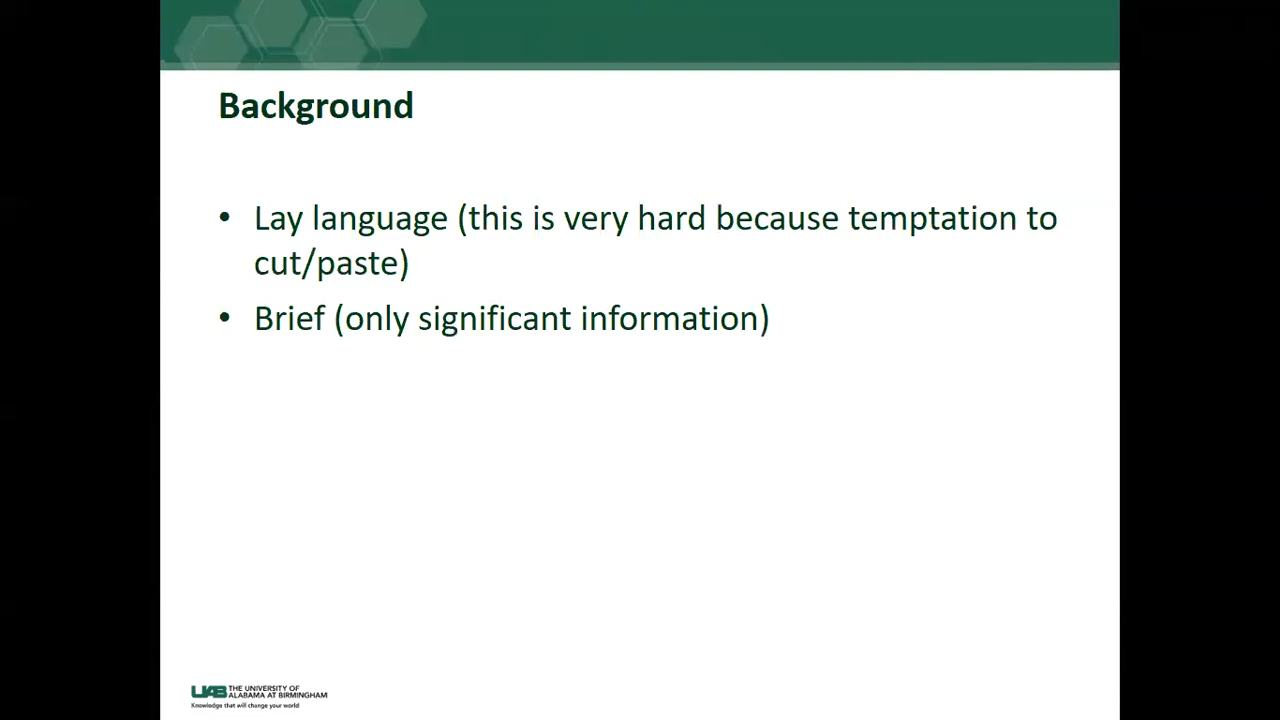 Background
• Lay language (this is very hard because temptation to
cut/paste)
• Brief (only significant information)
UAB THE UNIVERSITY OF
ALABAMA AT BIRMINGHAM
Knowledge that will change your world